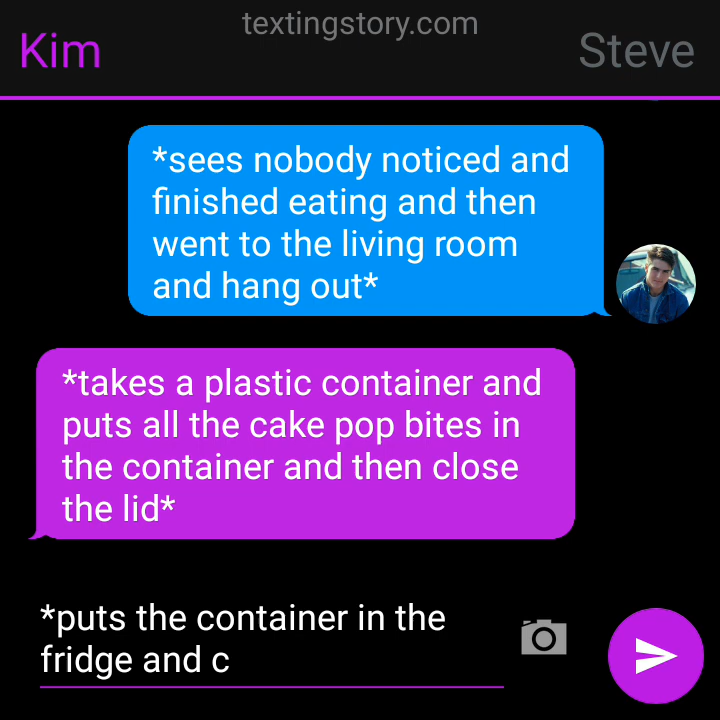 textingstory.com
Kim
Steve
*sees nobody noticed and
finished eating and then
went to the living room
and hang out*
*takes a plastic container and
puts all the cake pop bites in
the container and then close
the lid*
*puts the container in the
fridge and c